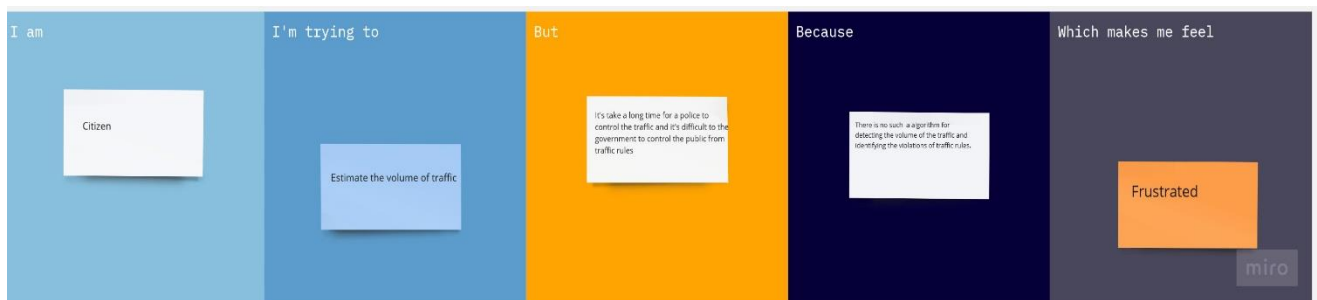 I am
Citizen
I'm trying to
Estimate the volume of traffic
But
It's take a long time for a police to
control the traffic and it's difficult to the
government to control the public from
traffic rules
Because
There is no such a algorithm for
detecting the volume of the traffic and
identifying the violations of traffic rules.
Which makes me feel
Frustrated
miro